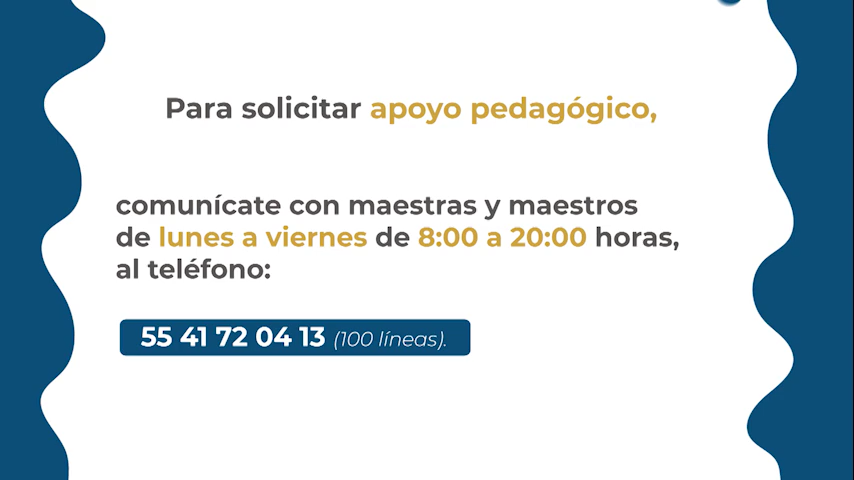 Para solicitar apoyo pedagógico,
comunícate con maestras y maestros
de lunes a viernes de 8:00 a 20:00 horas,
al teléfono:
55 41 72 04 13 (100 líneas).